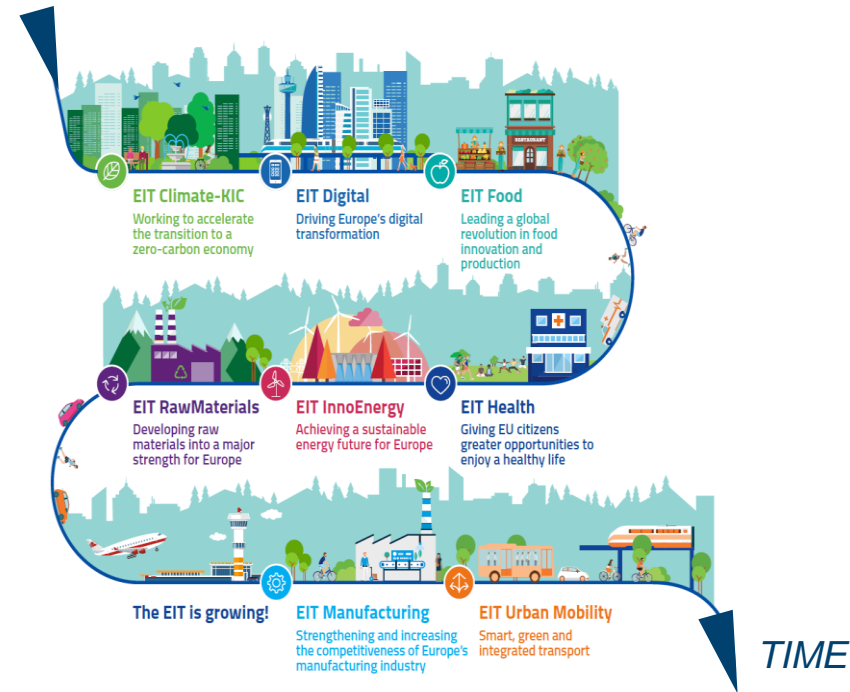 RESTAURANT
EIT Climate-KIC
Working to accelerate
the transition to a
zero-carbon economy
EIT Digital
Driving Europe's digital
transformation
EIT Food
Leading a global
revolution in food
innovation and
production
EIT RawMaterials
Developing raw
materials into a major
strength for Europe
EIT InnoEnergy
Achieving a sustainable
energy future for Europe
EIT Health
Giving EU citizens
greater opportunities to
enjoy a healthy life
The EIT is growing!
EIT Manufacturing
Strengthening and increasing
the competitiveness of Europe's
manufacturing industry
EIT Urban Mobility
Smart, green and
integrated transport
TIME